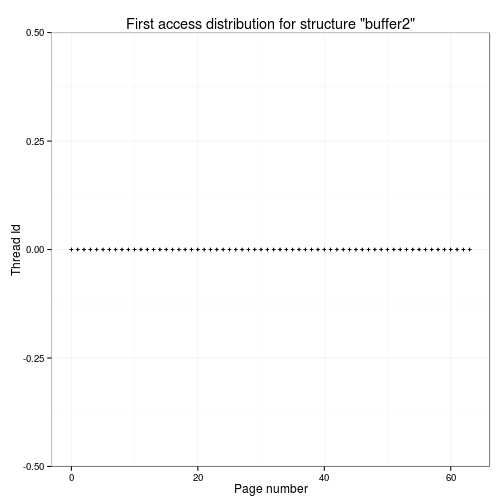 First access distribution for structure "buffer2"
0.50
0.25
0.00
-0.25
-0.50
Thread Id
0 20 40 60
Page number